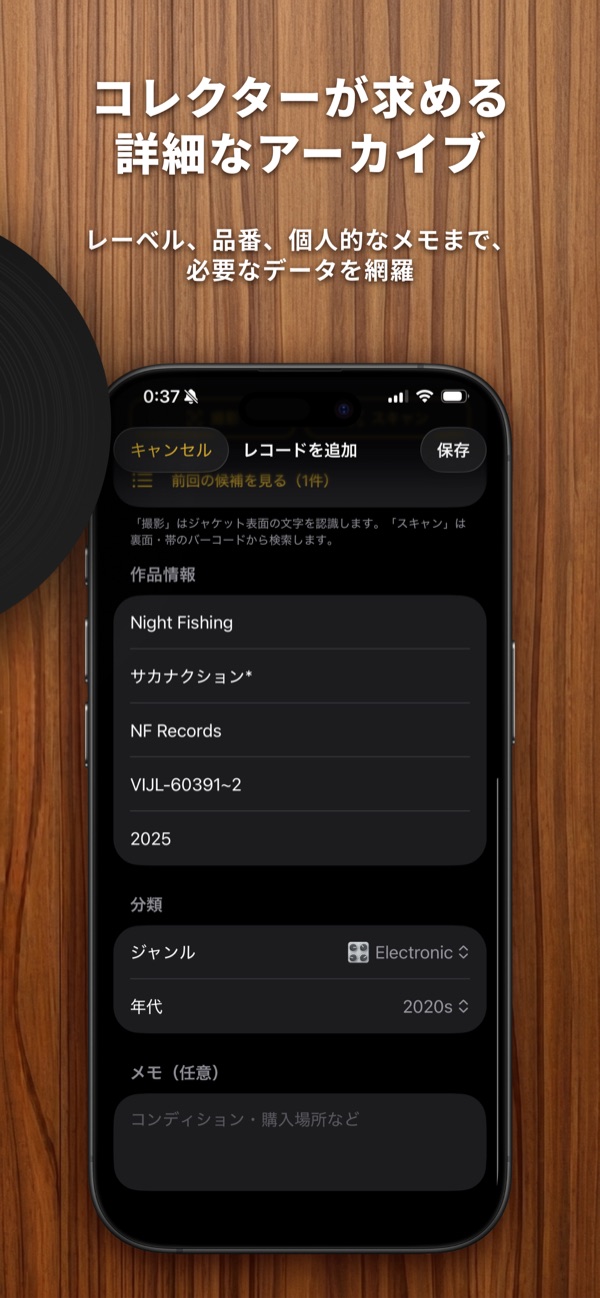 コレクターが求める
詳細なアーカイブ
レーベル、品番、個人的なメモまで、
必要なデータを網羅
0:37
キャンセル
レコードを追加
保存
前回の候補を見る（1件）
「撮影」はジャケット表面の文字を認識します。「スキャン」は
裏面・帯のバーコードから検索します。
作品情報
Night Fishing
サカナクション*
NF Records
VIJL-60391~2
2025
分類
ジャンル
Electronic
年代
2020s
メモ（任意）
コンディション・購入場所など